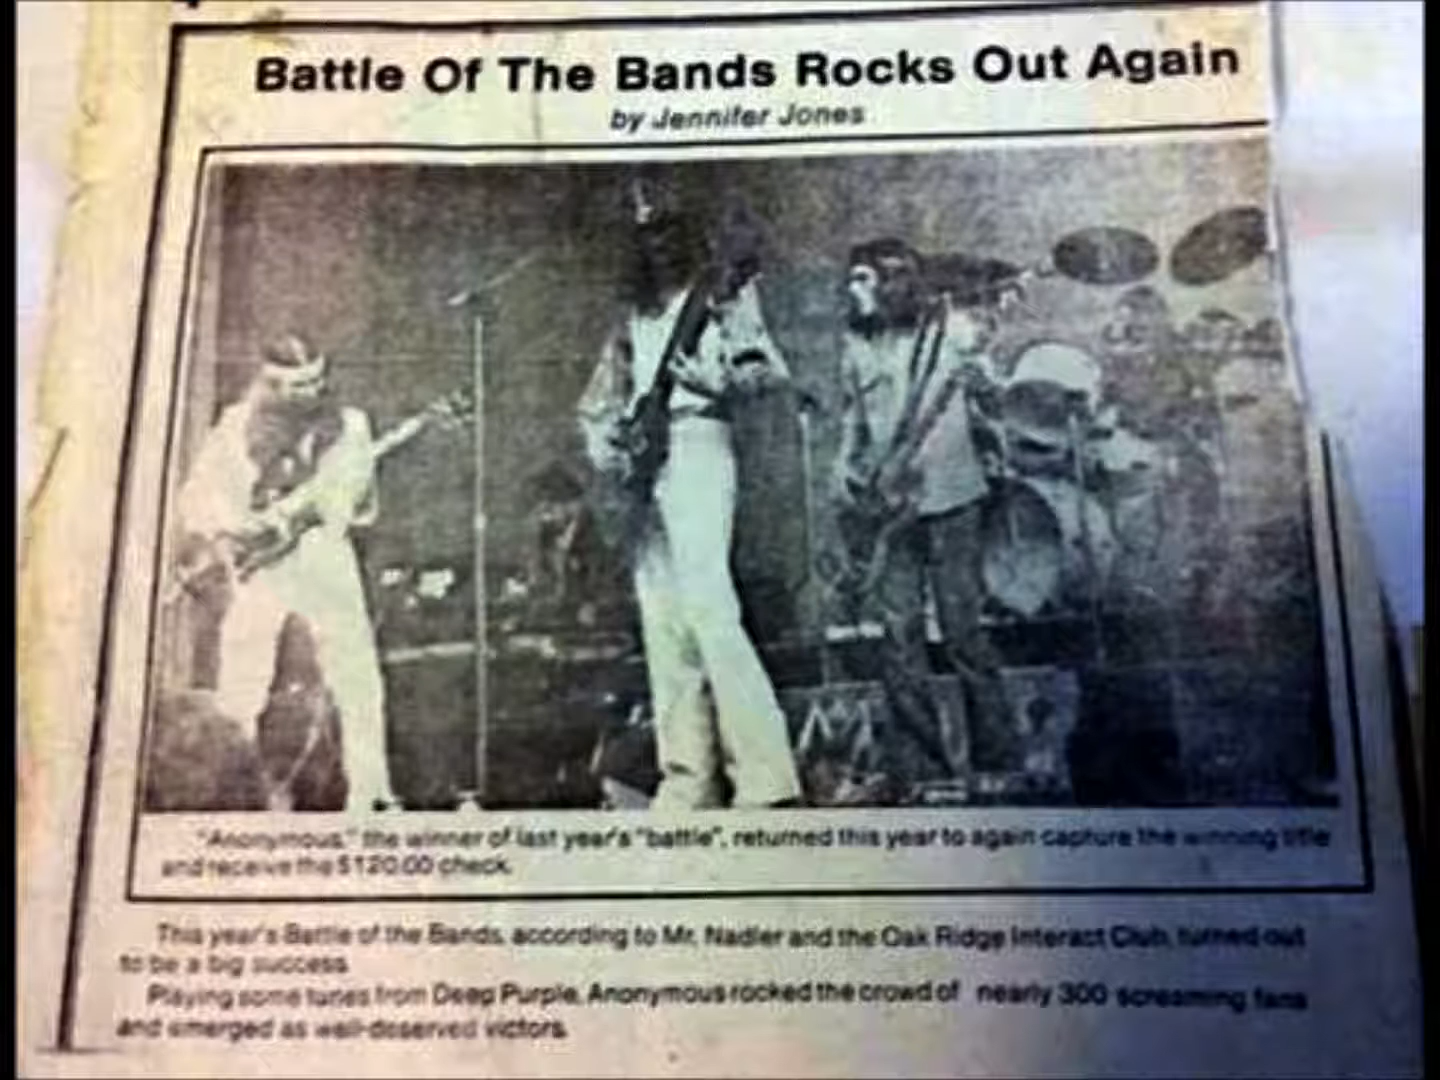 Battle Of The Bands Rocks Out Again
by Jennifer Jones
"Anonymous," the winner of last year's "battle", returned this year to again capture the winning title
and receive the $120.00 check.
This year's Battle of the Bands, according to Mr. Nadler and the Oak Ridge Interact Club, turned out
to be a big success.
Playing some tunes from Deep Purple, Anonymous rocked the crowd of nearly 300 screaming fans
and emerged as well-deserved victors.